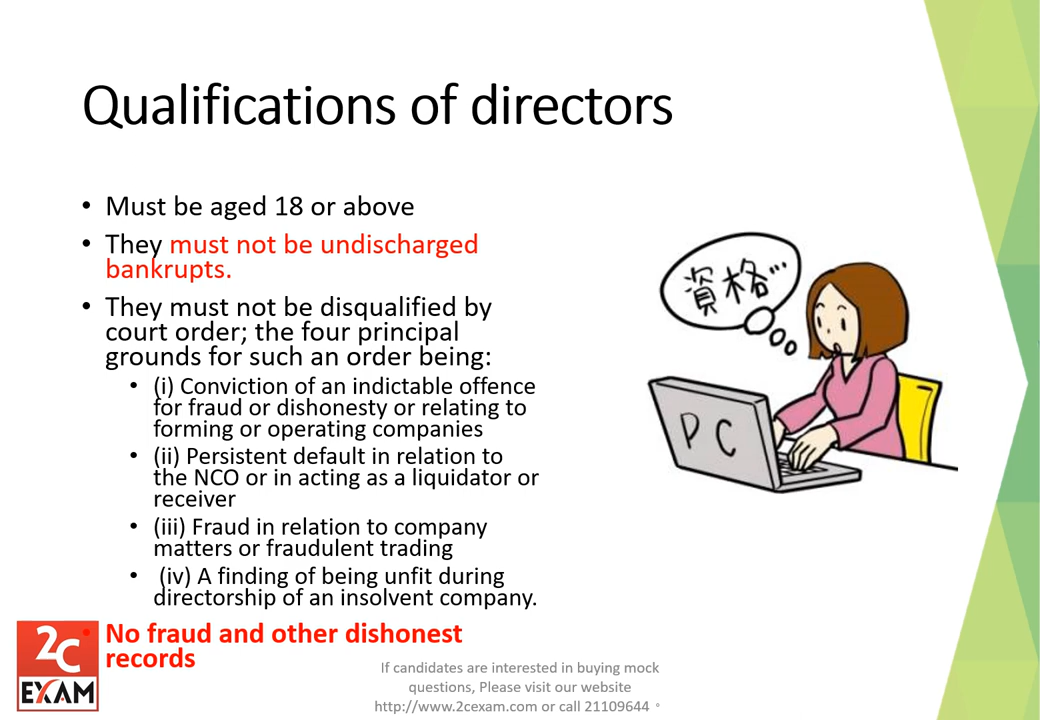 Qualifications of directors
• Must be aged 18 or above
• They must not be undischarged
bankrupts.
• They must not be disqualified by
court order; the four principal
grounds for such an order being:
• (i) Conviction of an indictable offence
for fraud or dishonesty or relating to
forming or operating companies
• (ii) Persistent default in relation to
the NCO or in acting as a liquidator or
receiver
• (iii) Fraud in relation to company
matters or fraudulent trading
• (iv) A finding of being unfit during
directorship of an insolvent company.
• No fraud and other dishonest
records
資格…
PC
2C
EXAM
If candidates are interested in buying mock
questions, Please visit our website
http://www.2cexam.com or call 21109644 。